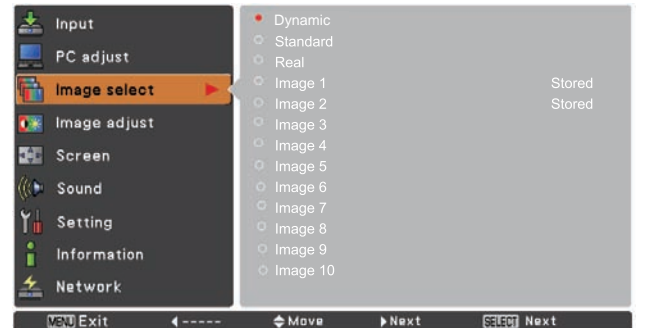 Input
PC adjust
Image select
Image adjust
Screen
Sound
Setting
Information
Network
Dynamic
Standard
Real
Image 1 Stored
Image 2 Stored
Image 3
Image 4
Image 5
Image 6
Image 7
Image 8
Image 9
Image 10
MENU Exit ----- Move Next SELECT Next